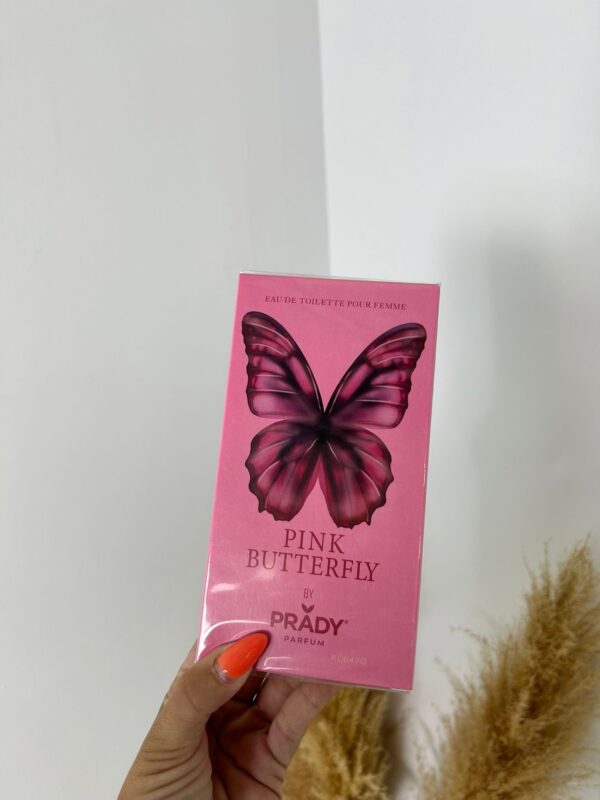 EAU DE TOILETTE POUR FEMME
PINK
BUTTERFLY
BY
PRADY®
PARFUM